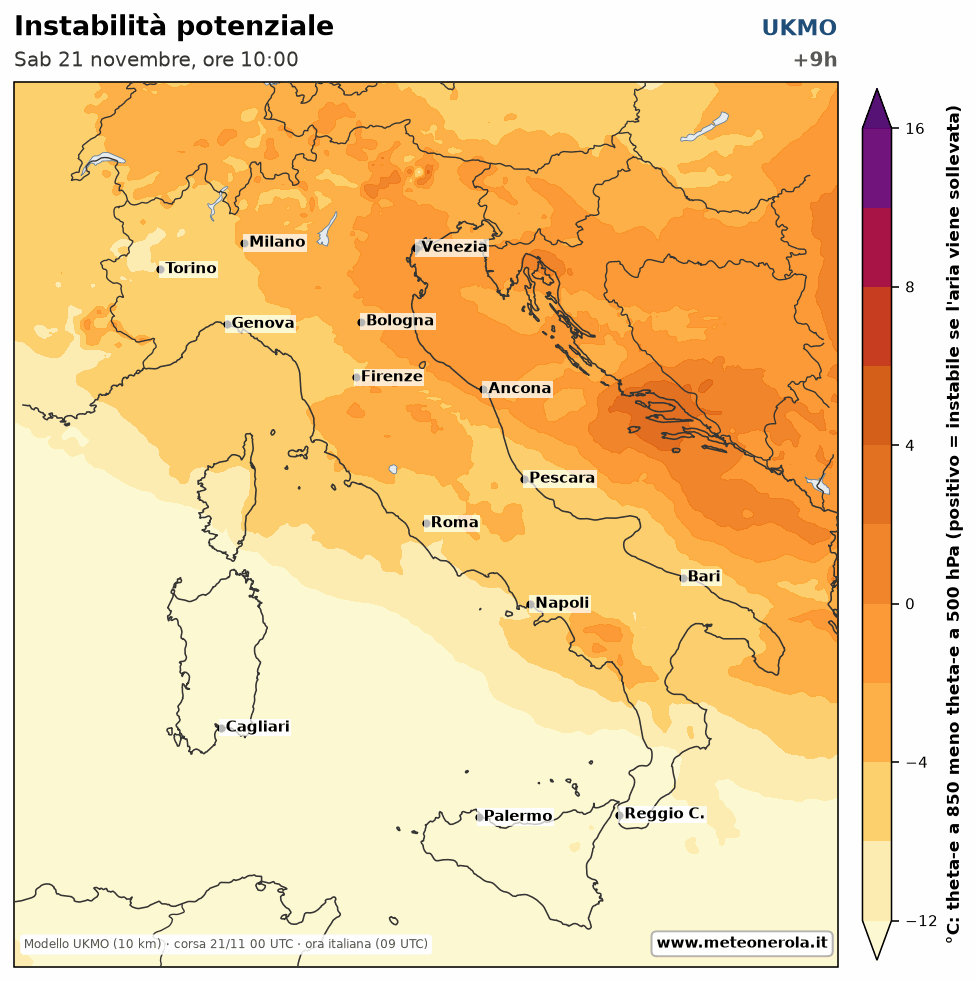 Instabilità potenziale
UKMO
Sab 21 novembre, ore 10:00
+9h
Milano
Venezia
Torino
Genova
Bologna
Firenze
Ancona
Pescara
Roma
Bari
Napoli
Cagliari
Palermo
Reggio C.
Modello UKMO (10 km) · corsa 21/11 00 UTC · ora italiana (09 UTC)
www.meteonerola.it
16
8
4
0
−4
−12
°C: theta-e a 850 meno theta-e a 500 hPa (positivo = instabile se l'aria viene sollevata)